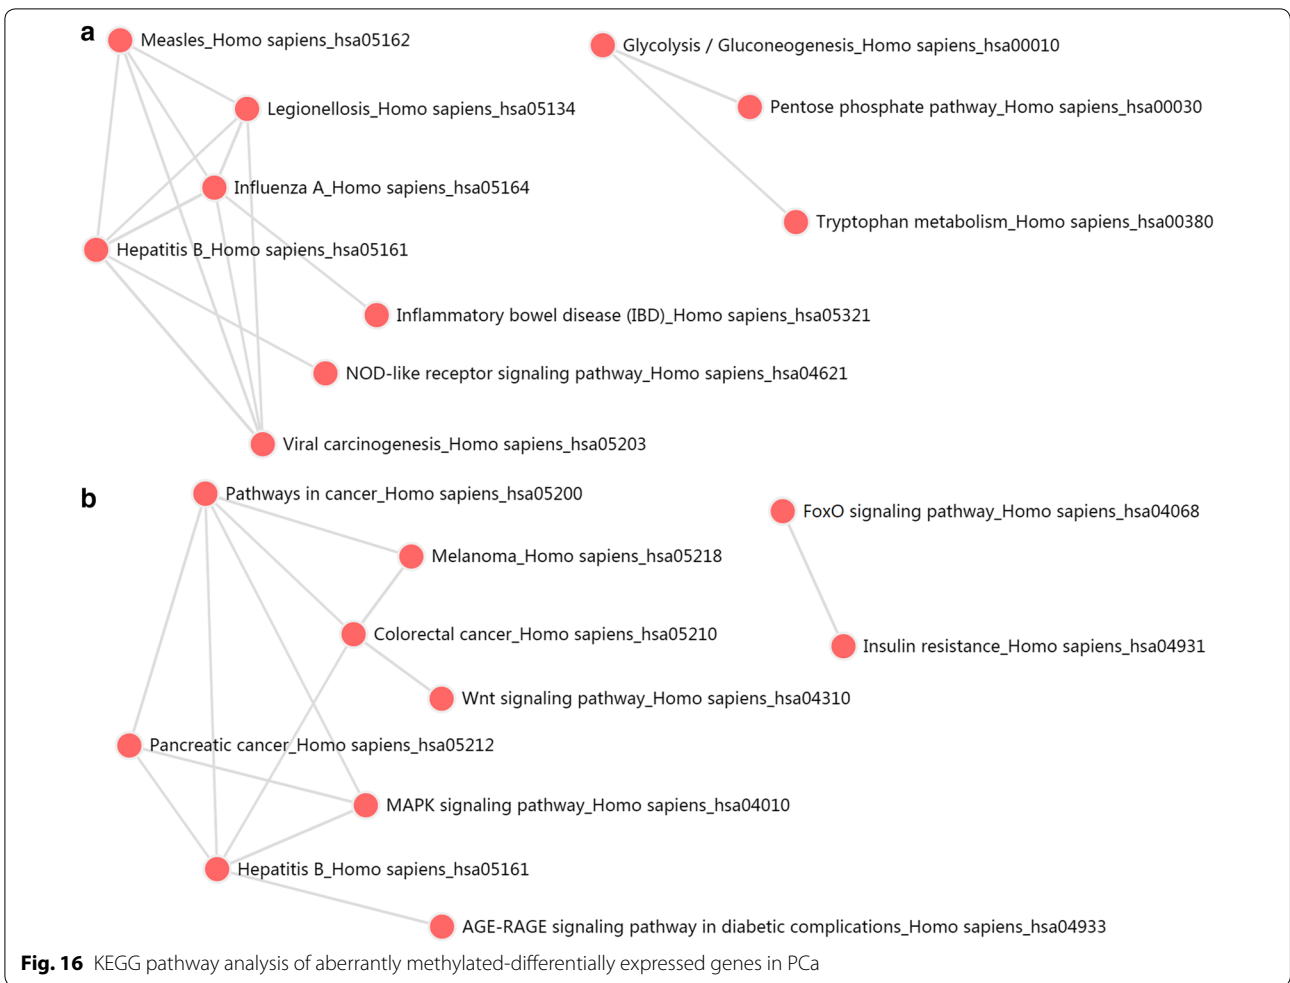 a
Measles_Homo sapiens_hsa05162
Glycolysis / Gluconeogenesis_Homo sapiens_hsa00010
Legionellosis_Homo sapiens_hsa05134
Pentose phosphate pathway_Homo sapiens_hsa00030
Influenza A_Homo sapiens_hsa05164
Tryptophan metabolism_Homo sapiens_hsa00380
Hepatitis B_Homo sapiens_hsa05161
Inflammatory bowel disease (IBD)_Homo sapiens_hsa05321
NOD-like receptor signaling pathway_Homo sapiens_hsa04621
Viral carcinogenesis_Homo sapiens_hsa05203
b
Pathways in cancer_Homo sapiens_hsa05200
FoxO signaling pathway_Homo sapiens_hsa04068
Melanoma_Homo sapiens_hsa05218
Colorectal cancer_Homo sapiens_hsa05210
Insulin resistance_Homo sapiens_hsa04931
Wnt signaling pathway_Homo sapiens_hsa04310
Pancreatic cancer_Homo sapiens_hsa05212
MAPK signaling pathway_Homo sapiens_hsa04010
Hepatitis B_Homo sapiens_hsa05161
AGE-RAGE signaling pathway in diabetic complications_Homo sapiens_hsa04933
Fig. 16 KEGG pathway analysis of aberrantly methylated-differentially expressed genes in PCa